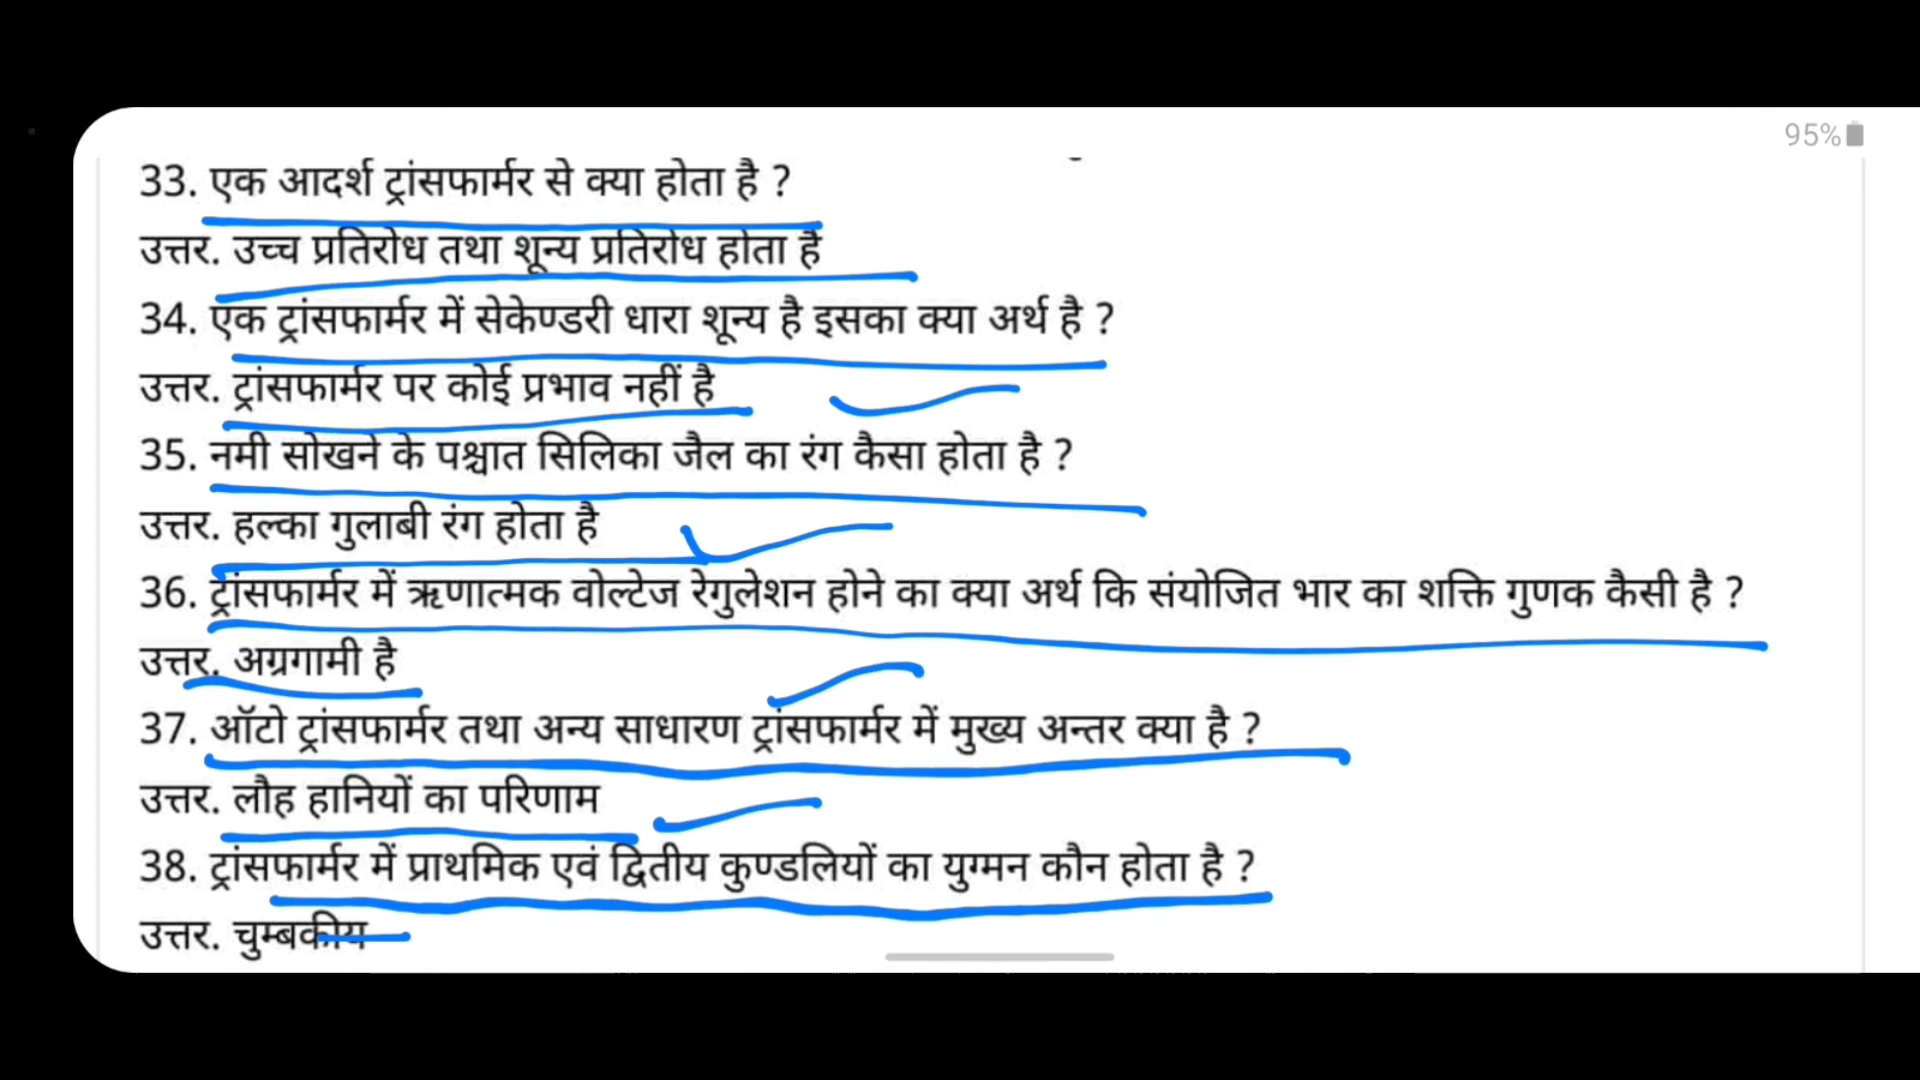 95%
33. एक आदर्श ट्रांसफार्मर से क्या होता है ?
उत्तर. उच्च प्रतिरोध तथा शून्य प्रतिरोध होता है
34. एक ट्रांसफार्मर में सेकेण्डरी धारा शून्य है इसका क्या अर्थ है ?
उत्तर. ट्रांसफार्मर पर कोई प्रभाव नहीं है
35. नमी सोखने के पश्चात सिलिका जैल का रंग कैसा होता है ?
उत्तर. हल्का गुलाबी रंग होता है
36. ट्रांसफार्मर में ऋणात्मक वोल्टेज रेगुलेशन होने का क्या अर्थ कि संयोजित भार का शक्ति गुणक कैसी है ?
उत्तर. अग्रगामी है
37. ऑटो ट्रांसफार्मर तथा अन्य साधारण ट्रांसफार्मर में मुख्य अन्तर क्या है ?
उत्तर. लौह हानियों का परिणाम
38. ट्रांसफार्मर में प्राथमिक एवं द्वितीय कुण्डलियों का युग्मन कौन होता है ?
उत्तर. चुम्बकीय